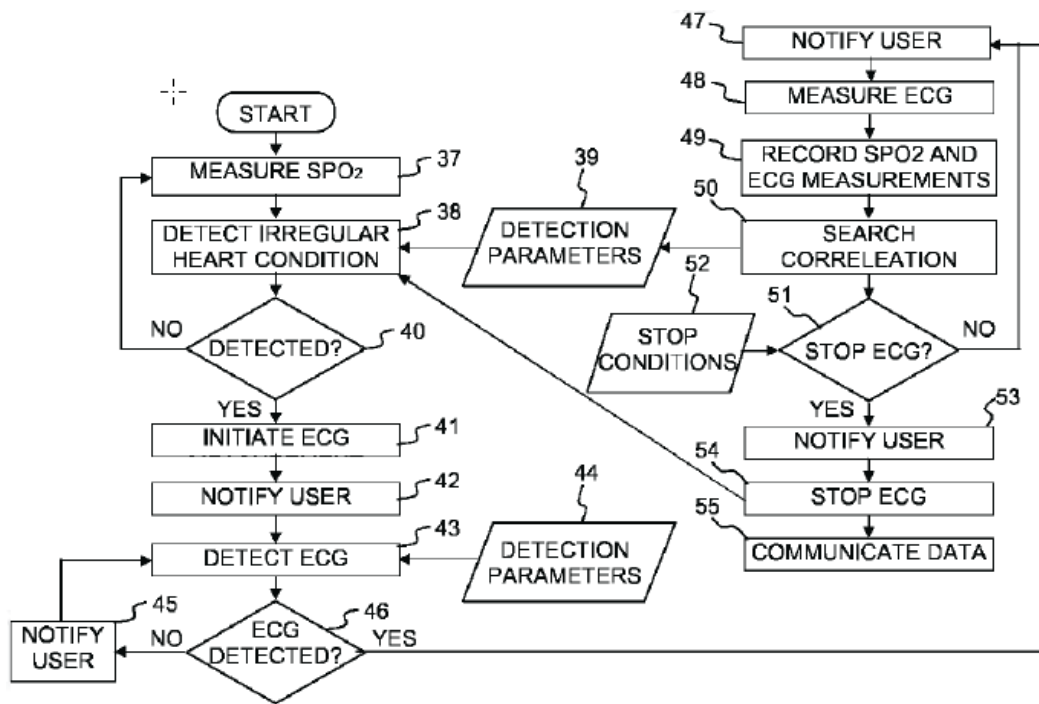 START
37
MEASURE SPO₂
38
DETECT IRREGULAR
HEART CONDITION
39
DETECTION
PARAMETERS
40
DETECTED?
NO
YES
41
INITIATE ECG
42
NOTIFY USER
43
DETECT ECG
44
DETECTION
PARAMETERS
45
NOTIFY
USER
NO
46
ECG
DETECTED?
YES
47
NOTIFY USER
48
MEASURE ECG
49
RECORD SPO2 AND
ECG MEASUREMENTS
50
SEARCH
CORRELEATION
51
STOP ECG?
NO
52
STOP
CONDITIONS
YES
53
NOTIFY USER
54
STOP ECG
55
COMMUNICATE DATA